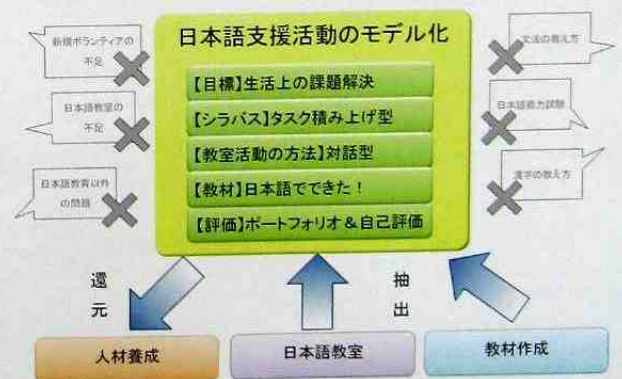 日本語支援活動のモデル化
新規ボランティアの
不足
日本語教室の
不足
日本語教育以外
の問題
【目標】生活上の課題解決
【シラバス】タスク積み上げ型
【教室活動の方法】対話型
【教材】日本語でできた！
【評価】ポートフォリオ＆自己評価
文法の教え方
日本語能力試験
漢字の教え方
還
元
抽
出
人材養成
日本語教室
教材作成